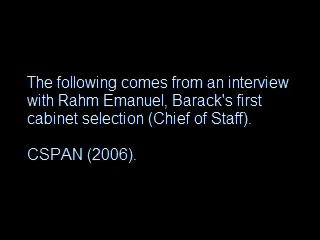 The following comes from an interview
with Rahm Emanuel, Barack's first
cabinet selection (Chief of Staff).
CSPAN (2006).